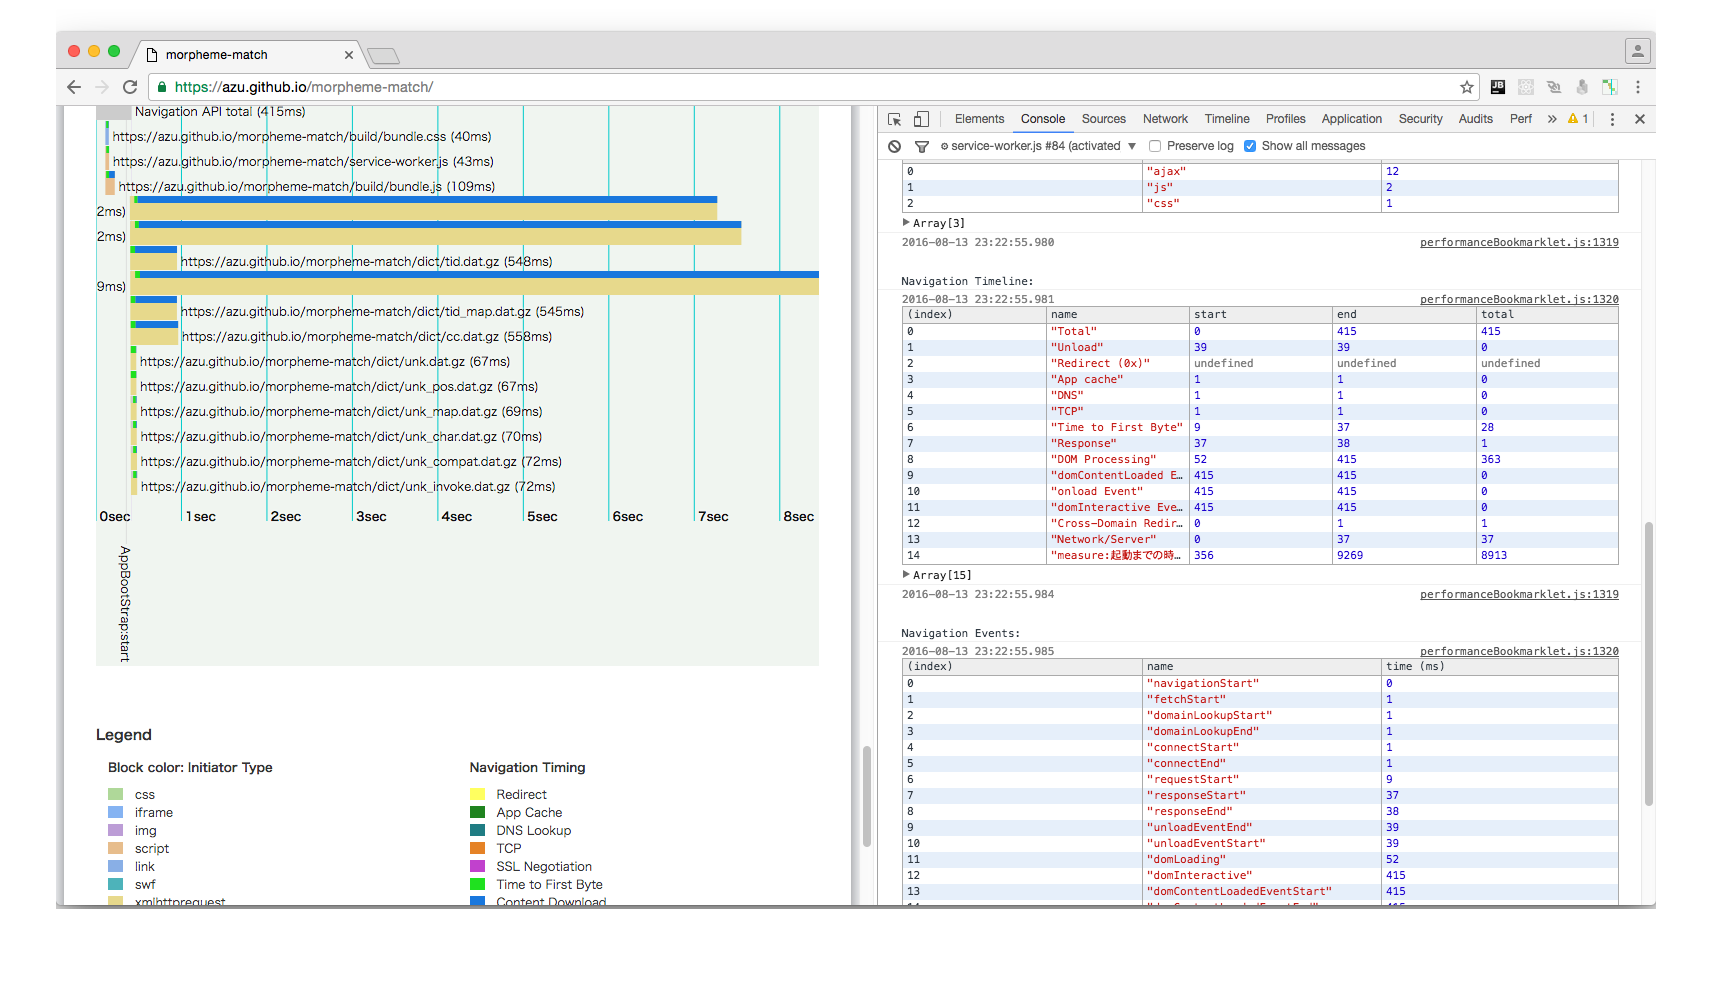 morpheme-match
https://azu.github.io/morpheme-match/
Navigation API total (415ms)
https://azu.github.io/morpheme-match/build/bundle.css (40ms)
https://azu.github.io/morpheme-match/service-worker.js (43ms)
https://azu.github.io/morpheme-match/build/bundle.js (109ms)
2ms)
2ms)
https://azu.github.io/morpheme-match/dict/tid.dat.gz (548ms)
9ms)
https://azu.github.io/morpheme-match/dict/tid_map.dat.gz (545ms)
https://azu.github.io/morpheme-match/dict/cc.dat.gz (558ms)
https://azu.github.io/morpheme-match/dict/unk.dat.gz (67ms)
https://azu.github.io/morpheme-match/dict/unk_pos.dat.gz (67ms)
https://azu.github.io/morpheme-match/dict/unk_map.dat.gz (69ms)
https://azu.github.io/morpheme-match/dict/unk_char.dat.gz (70ms)
https://azu.github.io/morpheme-match/dict/unk_compat.dat.gz (72ms)
https://azu.github.io/morpheme-match/dict/unk_invoke.dat.gz (72ms)
0sec 1sec 2sec 3sec 4sec 5sec 6sec 7sec 8sec
AppBootStrap:start
Legend
Block color: Initiator Type
css
iframe
img
script
link
swf
xmlhttprequest
Navigation Timing
Redirect
App Cache
DNS Lookup
TCP
SSL Negotiation
Time to First Byte
Content Download
Elements Console Sources Network Timeline Profiles Application Security Audits Perf » 1
service-worker.js #84 (activated ▼ Preserve log Show all messages
0 "ajax" 12
1 "js" 2
2 "css" 1
Array[3]
2016-08-13 23:22:55.980 performanceBookmarklet.js:1319
Navigation Timeline:
2016-08-13 23:22:55.981 performanceBookmarklet.js:1320
(index) name start end total
0 "Total" 0 415 415
1 "Unload" 39 39 0
2 "Redirect (0x)" undefined undefined undefined
3 "App cache" 1 1 0
4 "DNS" 1 1 0
5 "TCP" 1 1 0
6 "Time to First Byte" 9 37 28
7 "Response" 37 38 1
8 "DOM Processing" 52 415 363
9 "domContentLoaded E… 415 415 0
10 "onload Event" 415 415 0
11 "domInteractive Eve… 415 415 0
12 "Cross-Domain Redir… 0 1 1
13 "Network/Server" 0 37 37
14 "measure:起動までの時… 356 9269 8913
Array[15]
2016-08-13 23:22:55.984 performanceBookmarklet.js:1319
Navigation Events:
2016-08-13 23:22:55.985 performanceBookmarklet.js:1320
(index) name time (ms)
0 "navigationStart" 0
1 "fetchStart" 1
2 "domainLookupStart" 1
3 "domainLookupEnd" 1
4 "connectStart" 1
5 "connectEnd" 1
6 "requestStart" 9
7 "responseStart" 37
8 "responseEnd" 38
9 "unloadEventEnd" 39
10 "unloadEventStart" 39
11 "domLoading" 52
12 "domInteractive" 415
13 "domContentLoadedEventStart" 415